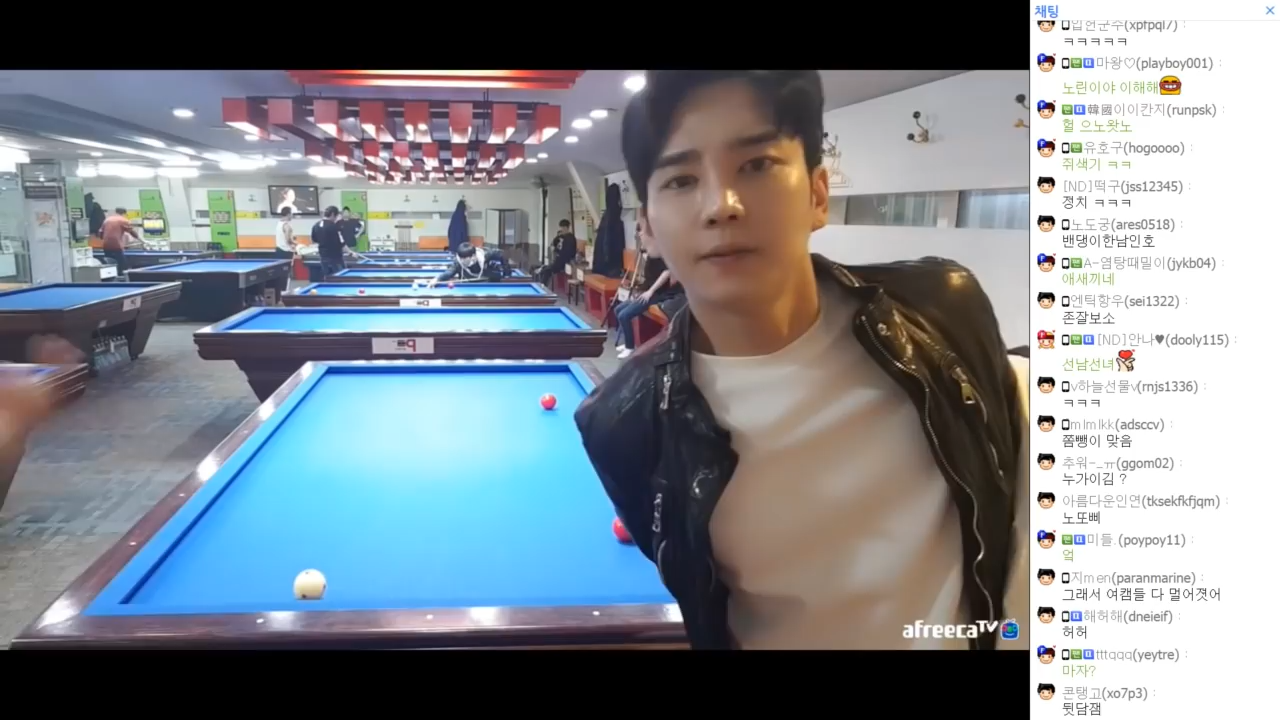 채팅
입헌군수(xpfpql7) :
ㅋㅋㅋㅋㅋ
마왕♡(playboy001) :
노린이야 이해해
韓國이이칸지(runpsk) :
헐 으노왓노
유호구(hogoooo) :
쥐색기 ㅋㅋ
[ND]떡구(jss12345) :
정치 ㅋㅋㅋ
노도궁(ares0518) :
밴댕이한남인호
A-염탕때밀이(jykb04) :
애새끼네
엔틱향우(sei1322) :
존잘보소
[ND]안나♥(dooly115) :
선남선녀
v하늘선물v(rnjs1336) :
ㅋㅋㅋ
mlmlkk(adsccv) :
쫌뺑이 맞음
추워-_ㅠ(ggom02) :
누가이김 ?
아름다운인연(tksekfkfjqm) :
노또삐
미들.(poypoy11) :
엌
지men(paranmarine) :
그래서 여캠들 다 멀어졋어
해허해(dneieif) :
허허
tttqqq(yeytre) :
마자?
콘탱고(xo7p3) :
뒷담잼
afreecaTV